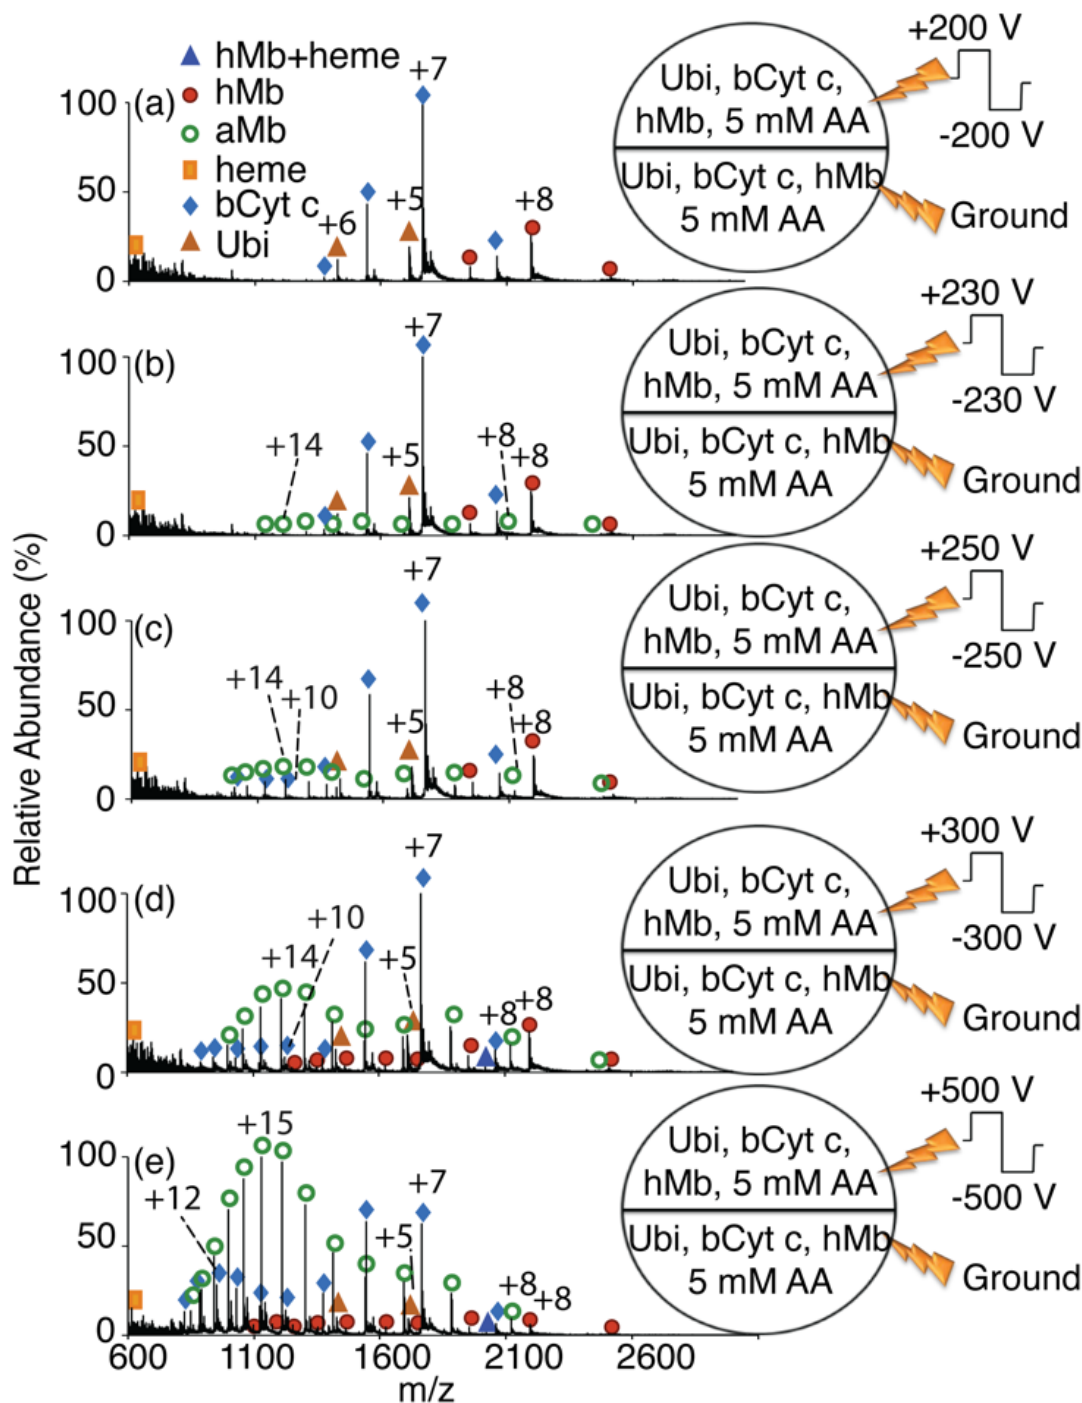 hMb+heme
hMb
aMb
heme
bCyt c
Ubi
(a)
100
50
0
+6
+5
+7
+8
Ubi, bCyt c,
hMb, 5 mM AA
Ubi, bCyt c, hMb
5 mM AA
+200 V
-200 V
Ground
(b)
100
50
0
+14
+5
+7
+8
+8
Ubi, bCyt c,
hMb, 5 mM AA
Ubi, bCyt c, hMb
5 mM AA
+230 V
-230 V
Ground
(c)
100
50
0
+14
+10
+5
+7
+8
+8
Ubi, bCyt c,
hMb, 5 mM AA
Ubi, bCyt c, hMb
5 mM AA
+250 V
-250 V
Ground
(d)
100
50
0
+14
+10
+5
+7
+8
+8
Ubi, bCyt c,
hMb, 5 mM AA
Ubi, bCyt c, hMb
5 mM AA
+300 V
-300 V
Ground
(e)
100
50
0
+12
+15
+5
+7
+8
+8
Ubi, bCyt c,
hMb, 5 mM AA
Ubi, bCyt c, hMb
5 mM AA
+500 V
-500 V
Ground
600 1100 1600 2100 2600
m/z
Relative Abundance (%)